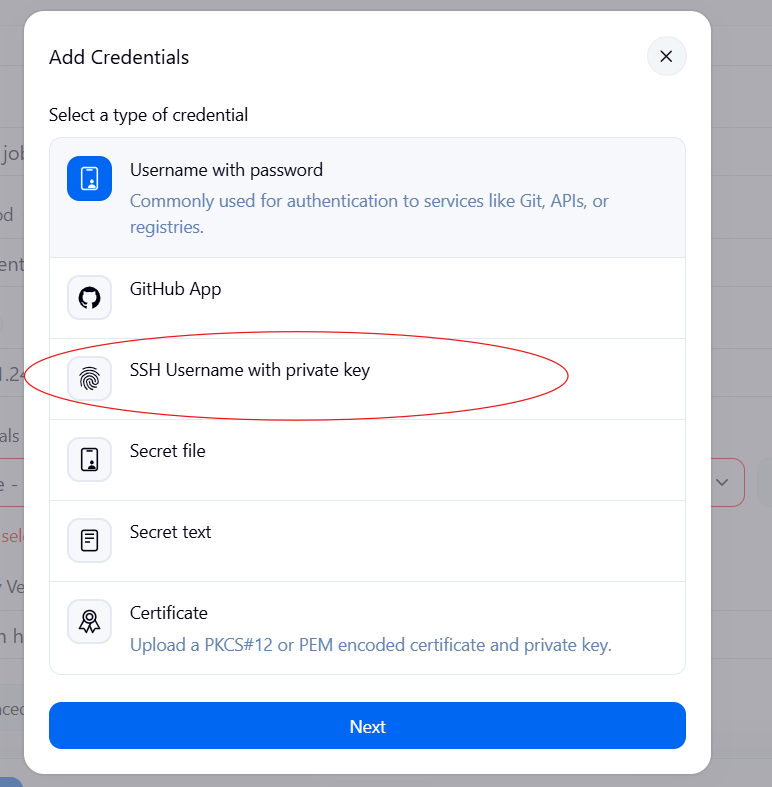 Add Credentials
Select a type of credential
Username with password
Commonly used for authentication to services like Git, APIs, or
registries.
GitHub App
SSH Username with private key
Secret file
Secret text
Certificate
Upload a PKCS#12 or PEM encoded certificate and private key.
Next